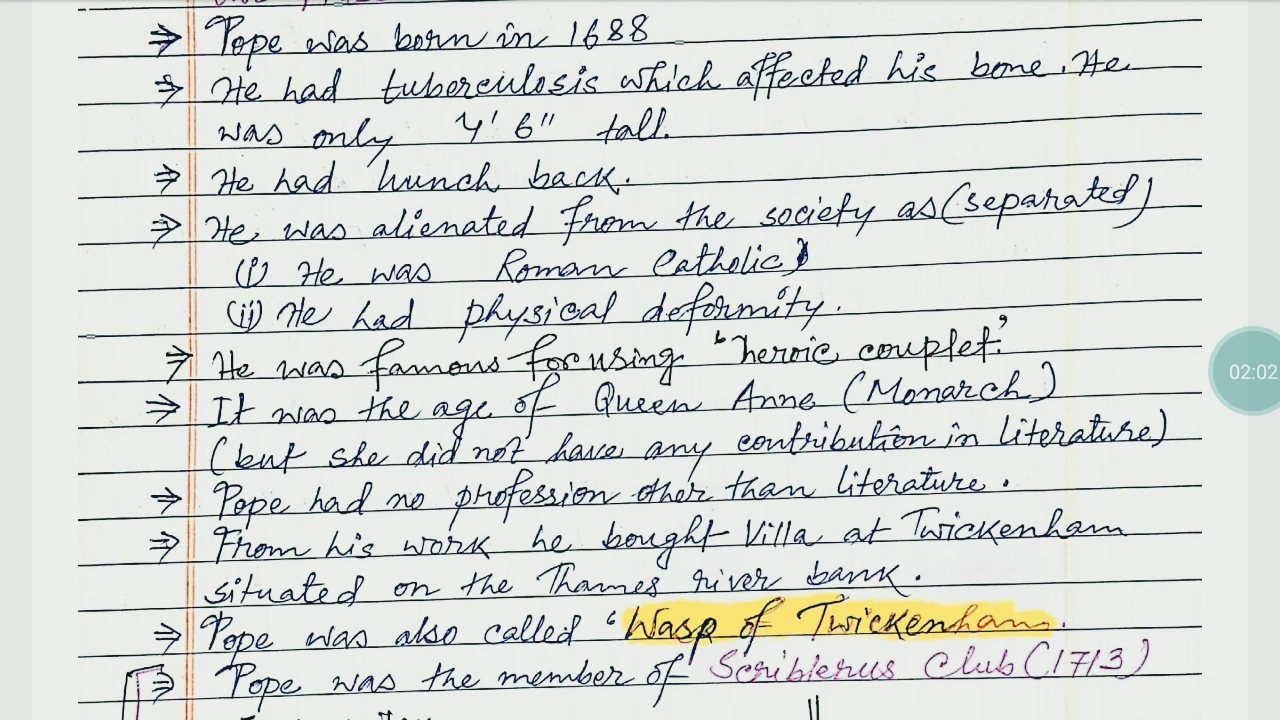 ⇒ Pope was born in 1688
⇒ He had tuberculosis which affected his bone. He
was only 4' 6" tall.
⇒ He had hunch back.
⇒ He was alienated from the society as (separated)
(i) He was Roman Catholic
(ii) He had physical deformity.
⇒ He was famous for using 'heroic couplet.'
⇒ It was the age of Queen Anne (Monarch)
(but she did not have any contribution in literature)
⇒ Pope had no profession other than literature.
⇒ From his work he bought Villa at Twickenham
situated on the Thames river bank.
⇒ Pope was also called 'Wasp of Twickenham.
⇒ Pope was the member of Scriblerus Club (1713)
02:02